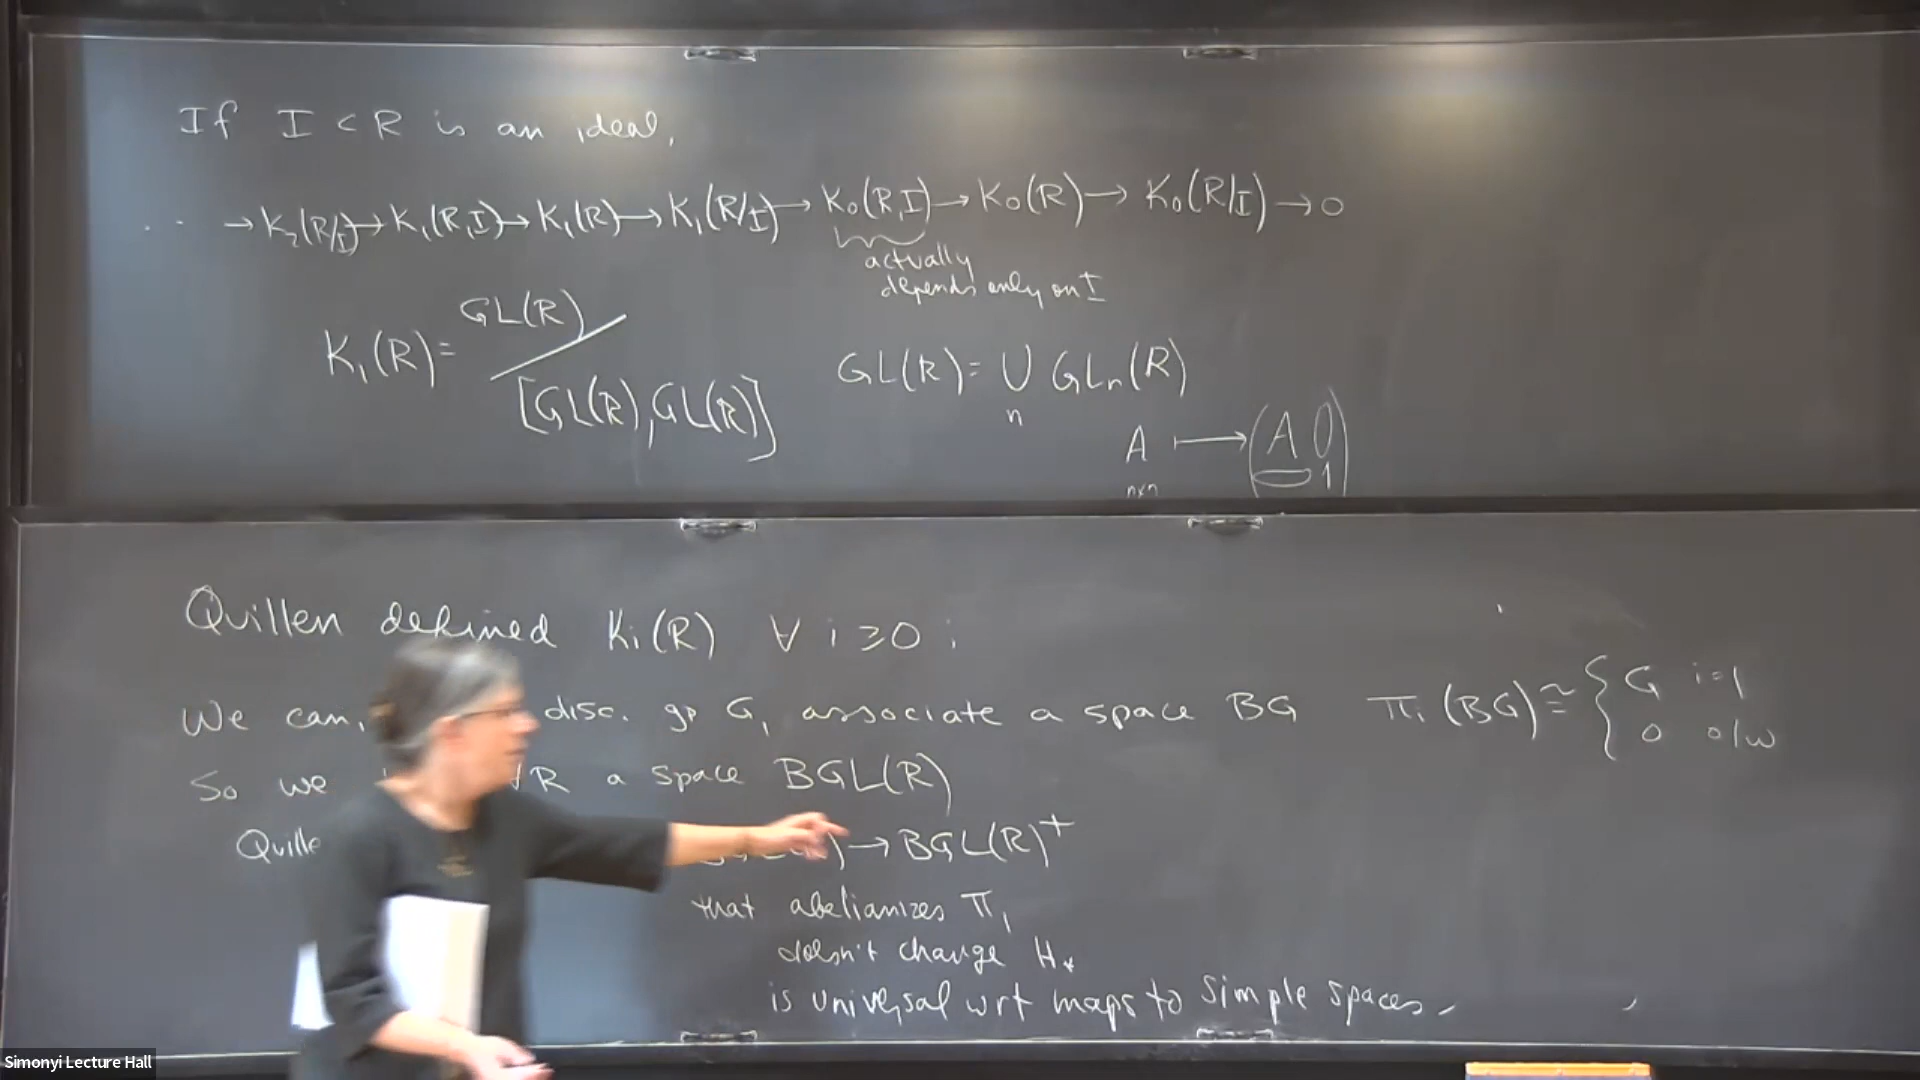 If I < R is an ideal,
· · → K₂(R/I) → K₁(R,I) → K₁(R) → K₁(R/I) → K₀(R,I) → K₀(R) → K₀(R/I) → 0
actually
depends only on I
K₁(R) = GL(R) / [GL(R), GL(R)]
GL(R) = ∪ₙ GLₙ(R)
A ⟼ (A 0 0 1)
n×n
Quillen defined Kᵢ(R) ∀ i ≥ 0 :
We can, disc. gp G, associate a space BG πᵢ(BG) ≅ { G i=1
0 o/w
So we R a space BGL(R)
Quille → BGL(R)⁺
that abelianizes π₁
doesn't change H*
is universal wrt maps to simple spaces.
Simonyi Lecture Hall